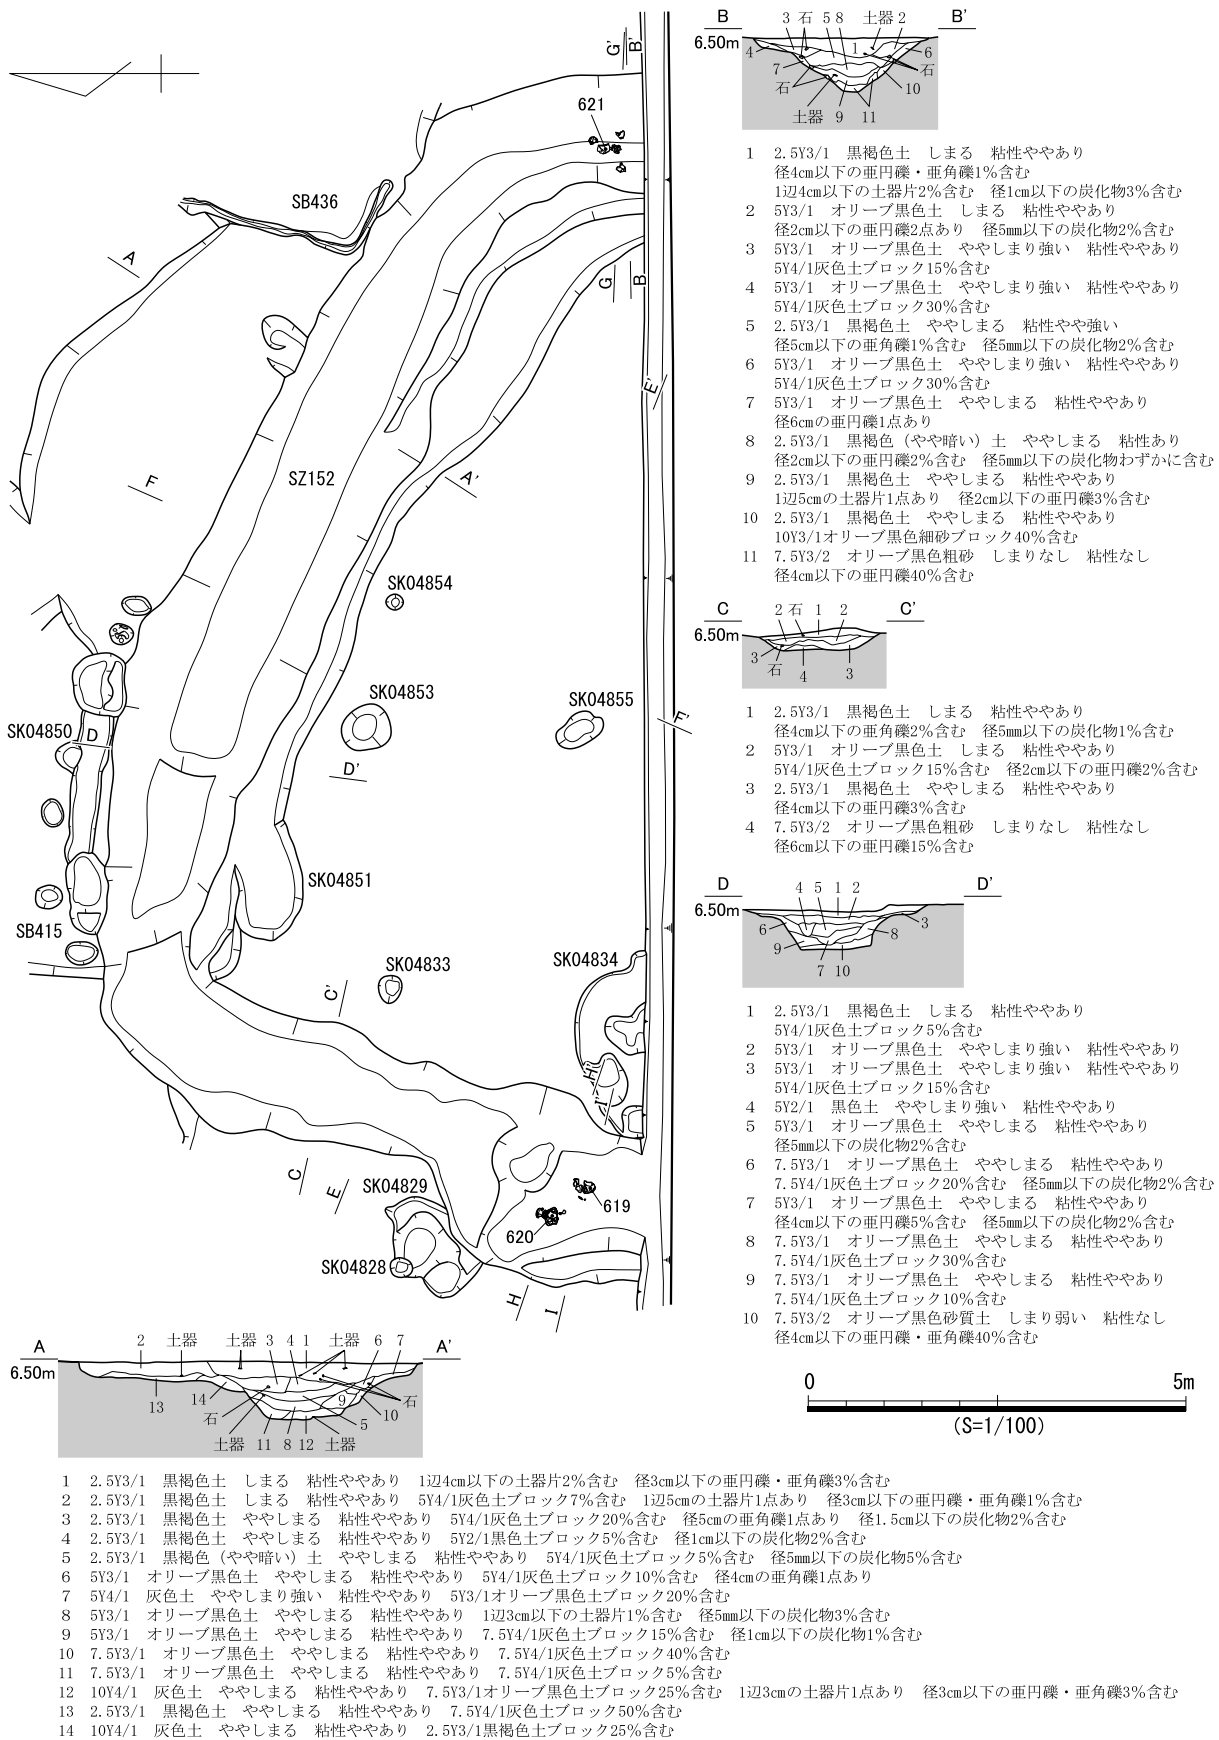 G'
B'
621
SB436
A
G
B
E'
F
SZ152
A'
SK04854
SK04853
SK04855
F'
SK04850
D
D'
SK04851
SB415
SK04833
SK04834
C'
H'
I'
C
E
SK04829
619
620
SK04828
H
I
B B'
6.50m
3 石 5 8 土器 2
4 1 6
7 石
石 10
土器 9 11
1 2.5Y3/1 黒褐色土 しまる 粘性ややあり
径4cm以下の亜円礫・亜角礫1%含む
1辺4cm以下の土器片2%含む 径1cm以下の炭化物3%含む
2 5Y3/1 オリーブ黒色土 しまる 粘性ややあり
径2cm以下の亜円礫2点あり 径5mm以下の炭化物2%含む
3 5Y3/1 オリーブ黒色土 ややしまり強い 粘性ややあり
5Y4/1灰色土ブロック15%含む
4 5Y3/1 オリーブ黒色土 ややしまり強い 粘性ややあり
5Y4/1灰色土ブロック30%含む
5 2.5Y3/1 黒褐色土 ややしまる 粘性やや強い
径5cm以下の亜角礫1%含む 径5mm以下の炭化物2%含む
6 5Y3/1 オリーブ黒色土 ややしまり強い 粘性ややあり
5Y4/1灰色土ブロック30%含む
7 5Y3/1 オリーブ黒色土 ややしまる 粘性ややあり
径6cmの亜円礫1点あり
8 2.5Y3/1 黒褐色（やや暗い）土 ややしまる 粘性あり
径2cm以下の亜円礫2%含む 径5mm以下の炭化物わずかに含む
9 2.5Y3/1 黒褐色土 ややしまる 粘性ややあり
1辺5cmの土器片1点あり 径2cm以下の亜円礫3%含む
10 2.5Y3/1 黒褐色土 ややしまる 粘性ややあり
10Y3/1オリーブ黒色細砂ブロック40%含む
11 7.5Y3/2 オリーブ黒色粗砂 しまりなし 粘性なし
径4cm以下の亜円礫40%含む
C C'
6.50m
2 石 1 2
3 石 4 3
1 2.5Y3/1 黒褐色土 しまる 粘性ややあり
径4cm以下の亜角礫2%含む 径5mm以下の炭化物1%含む
2 5Y3/1 オリーブ黒色土 しまる 粘性ややあり
5Y4/1灰色土ブロック15%含む 径2cm以下の亜円礫2%含む
3 2.5Y3/1 黒褐色土 ややしまる 粘性ややあり
径4cm以下の亜円礫3%含む
4 7.5Y3/2 オリーブ黒色粗砂 しまりなし 粘性なし
径6cm以下の亜円礫15%含む
D D'
6.50m
4 5 1 2
6 3
9 8
7 10
1 2.5Y3/1 黒褐色土 しまる 粘性ややあり
5Y4/1灰色土ブロック5%含む
2 5Y3/1 オリーブ黒色土 ややしまり強い 粘性ややあり
3 5Y3/1 オリーブ黒色土 ややしまり強い 粘性ややあり
5Y4/1灰色土ブロック15%含む
4 5Y2/1 黒色土 ややしまり強い 粘性ややあり
5 5Y3/1 オリーブ黒色土 ややしまる 粘性ややあり
径5mm以下の炭化物2%含む
6 7.5Y3/1 オリーブ黒色土 ややしまる 粘性ややあり
7.5Y4/1灰色土ブロック20%含む 径5mm以下の炭化物2%含む
7 5Y3/1 オリーブ黒色土 ややしまる 粘性ややあり
径4cm以下の亜円礫5%含む 径5mm以下の炭化物2%含む
8 7.5Y3/1 オリーブ黒色土 ややしまる 粘性ややあり
7.5Y4/1灰色土ブロック30%含む
9 7.5Y3/1 オリーブ黒色土 ややしまる 粘性ややあり
7.5Y4/1灰色土ブロック10%含む
10 7.5Y3/2 オリーブ黒色砂質土 しまり弱い 粘性なし
径4cm以下の亜円礫・亜角礫40%含む
0 5m
(S=1/100)
A A'
6.50m
2 土器 土器 3 4 1 土器 6 7
13 14 石 9 5 10 石
土器 11 8 12 土器
1 2.5Y3/1 黒褐色土 しまる 粘性ややあり 1辺4cm以下の土器片2%含む 径3cm以下の亜円礫・亜角礫3%含む
2 2.5Y3/1 黒褐色土 しまる 粘性ややあり 5Y4/1灰色土ブロック7%含む 1辺5cmの土器片1点あり 径3cm以下の亜円礫・亜角礫1%含む
3 2.5Y3/1 黒褐色土 ややしまる 粘性ややあり 5Y4/1灰色土ブロック20%含む 径5cmの亜角礫1点あり 径1.5cm以下の炭化物2%含む
4 2.5Y3/1 黒褐色土 ややしまる 粘性ややあり 5Y2/1黒色土ブロック5%含む 径1cm以下の炭化物2%含む
5 2.5Y3/1 黒褐色（やや暗い）土 ややしまる 粘性ややあり 5Y4/1灰色土ブロック5%含む 径5mm以下の炭化物5%含む
6 5Y3/1 オリーブ黒色土 ややしまる 粘性ややあり 5Y4/1灰色土ブロック10%含む 径4cmの亜角礫1点あり
7 5Y4/1 灰色土 ややしまり強い 粘性ややあり 5Y3/1オリーブ黒色土ブロック20%含む
8 5Y3/1 オリーブ黒色土 ややしまる 粘性ややあり 1辺3cm以下の土器片1%含む 径5mm以下の炭化物3%含む
9 5Y3/1 オリーブ黒色土 ややしまる 粘性ややあり 7.5Y4/1灰色土ブロック15%含む 径1cm以下の炭化物1%含む
10 7.5Y3/1 オリーブ黒色土 ややしまる 粘性ややあり 7.5Y4/1灰色土ブロック40%含む
11 7.5Y3/1 オリーブ黒色土 ややしまる 粘性ややあり 7.5Y4/1灰色土ブロック5%含む
12 10Y4/1 灰色土 ややしまる 粘性ややあり 7.5Y3/1オリーブ黒色土ブロック25%含む 1辺3cmの土器片1点あり 径3cm以下の亜円礫・亜角礫3%含む
13 2.5Y3/1 黒褐色土 ややしまる 粘性ややあり 7.5Y4/1灰色土ブロック50%含む
14 10Y4/1 灰色土 ややしまる 粘性ややあり 2.5Y3/1黒褐色土ブロック25%含む